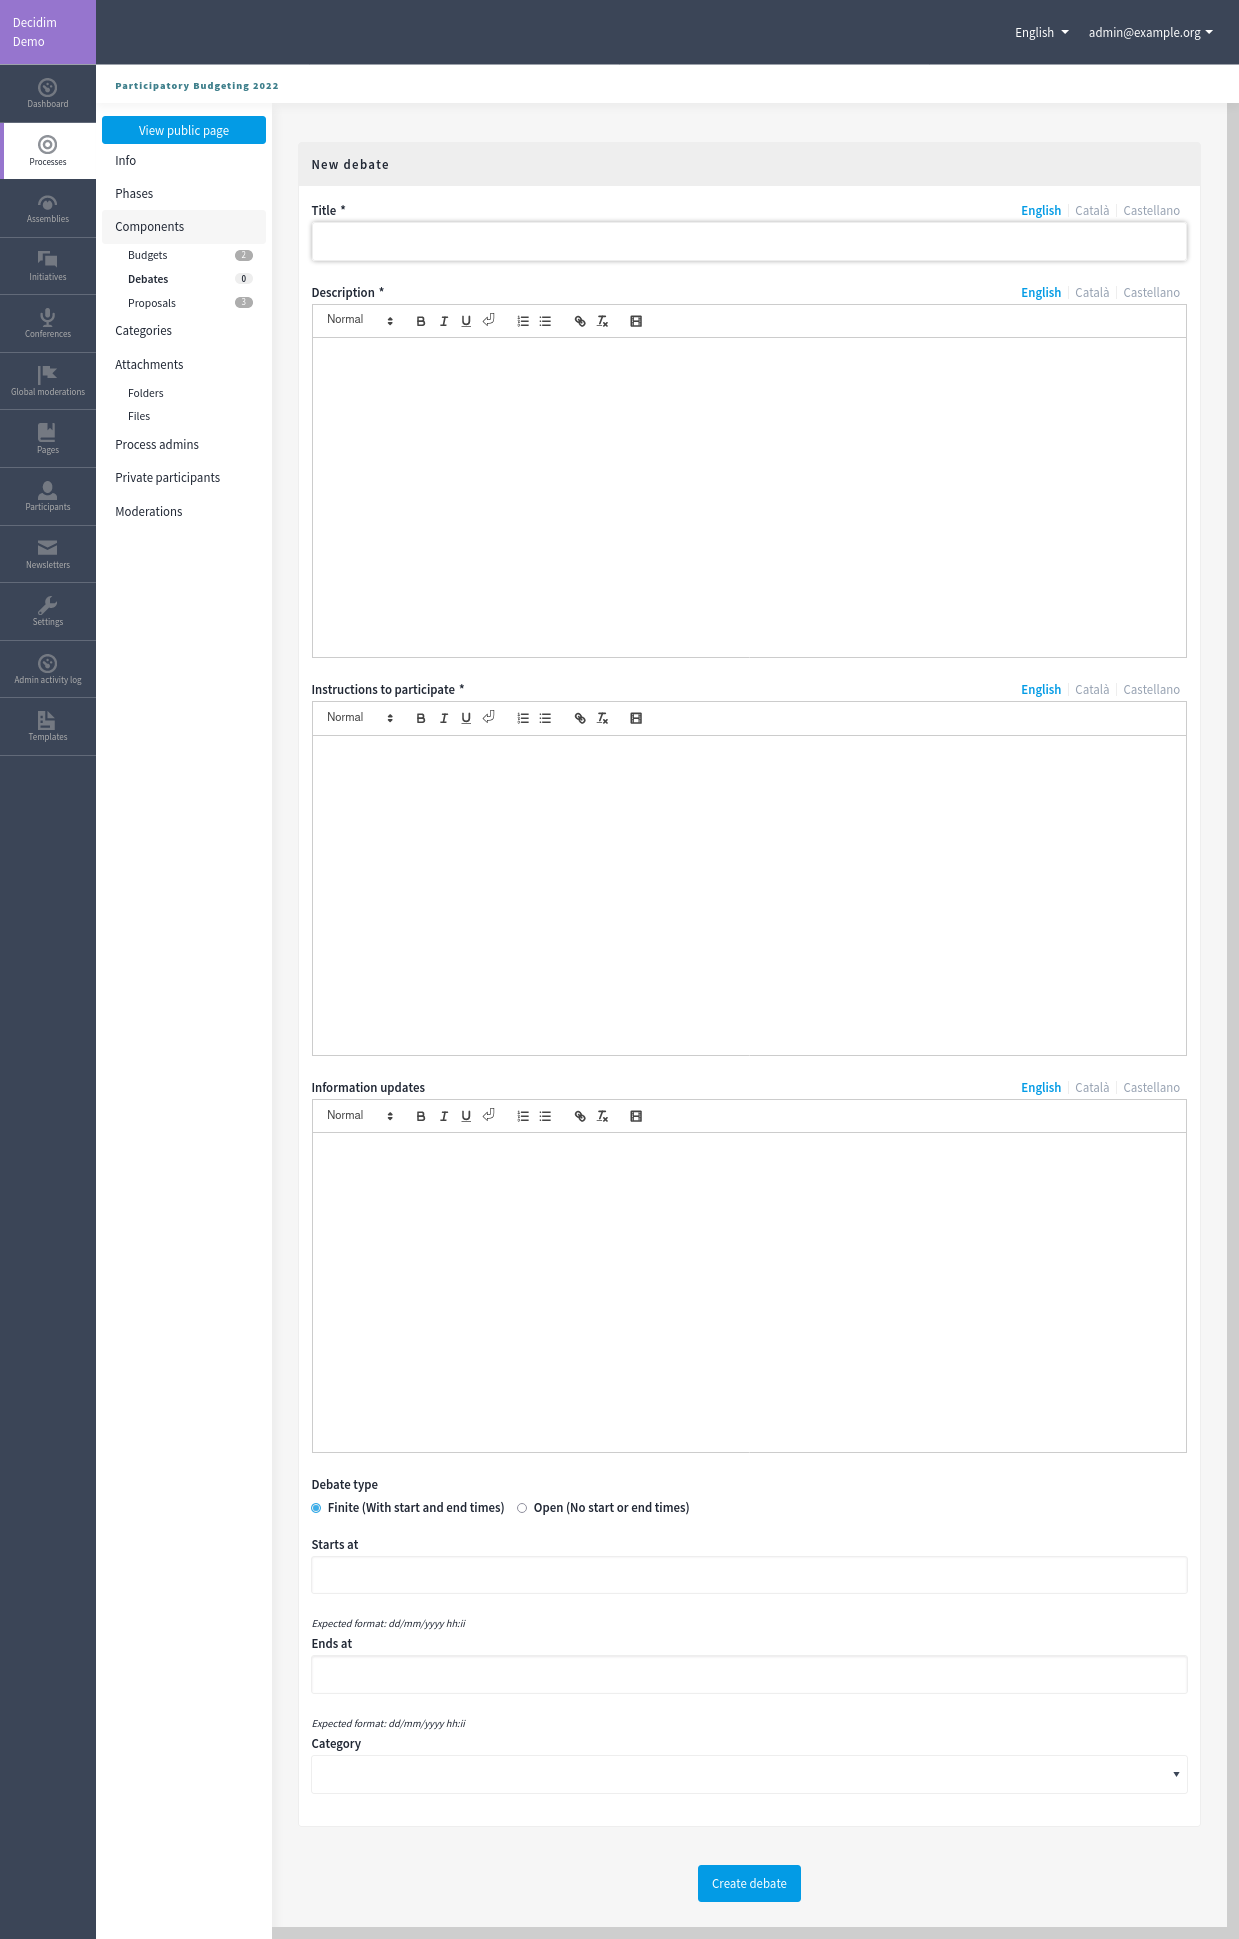 Decidim
Demo
English
admin@example.org
Participatory Budgeting 2022
Dashboard
Processes
Assemblies
Initiatives
Conferences
Global moderations
Pages
Participants
Newsletters
Settings
Admin activity log
Templates
View public page
Info
Phases
Components
Budgets 2
Debates 0
Proposals 3
Categories
Attachments
Folders
Files
Process admins
Private participants
Moderations
New debate
Title * English Català Castellano
Description * English Català Castellano
Normal
Instructions to participate * English Català Castellano
Normal
Information updates English Català Castellano
Normal
Debate type
Finite (With start and end times) Open (No start or end times)
Starts at
Expected format: dd/mm/yyyy hh:ii
Ends at
Expected format: dd/mm/yyyy hh:ii
Category
Create debate